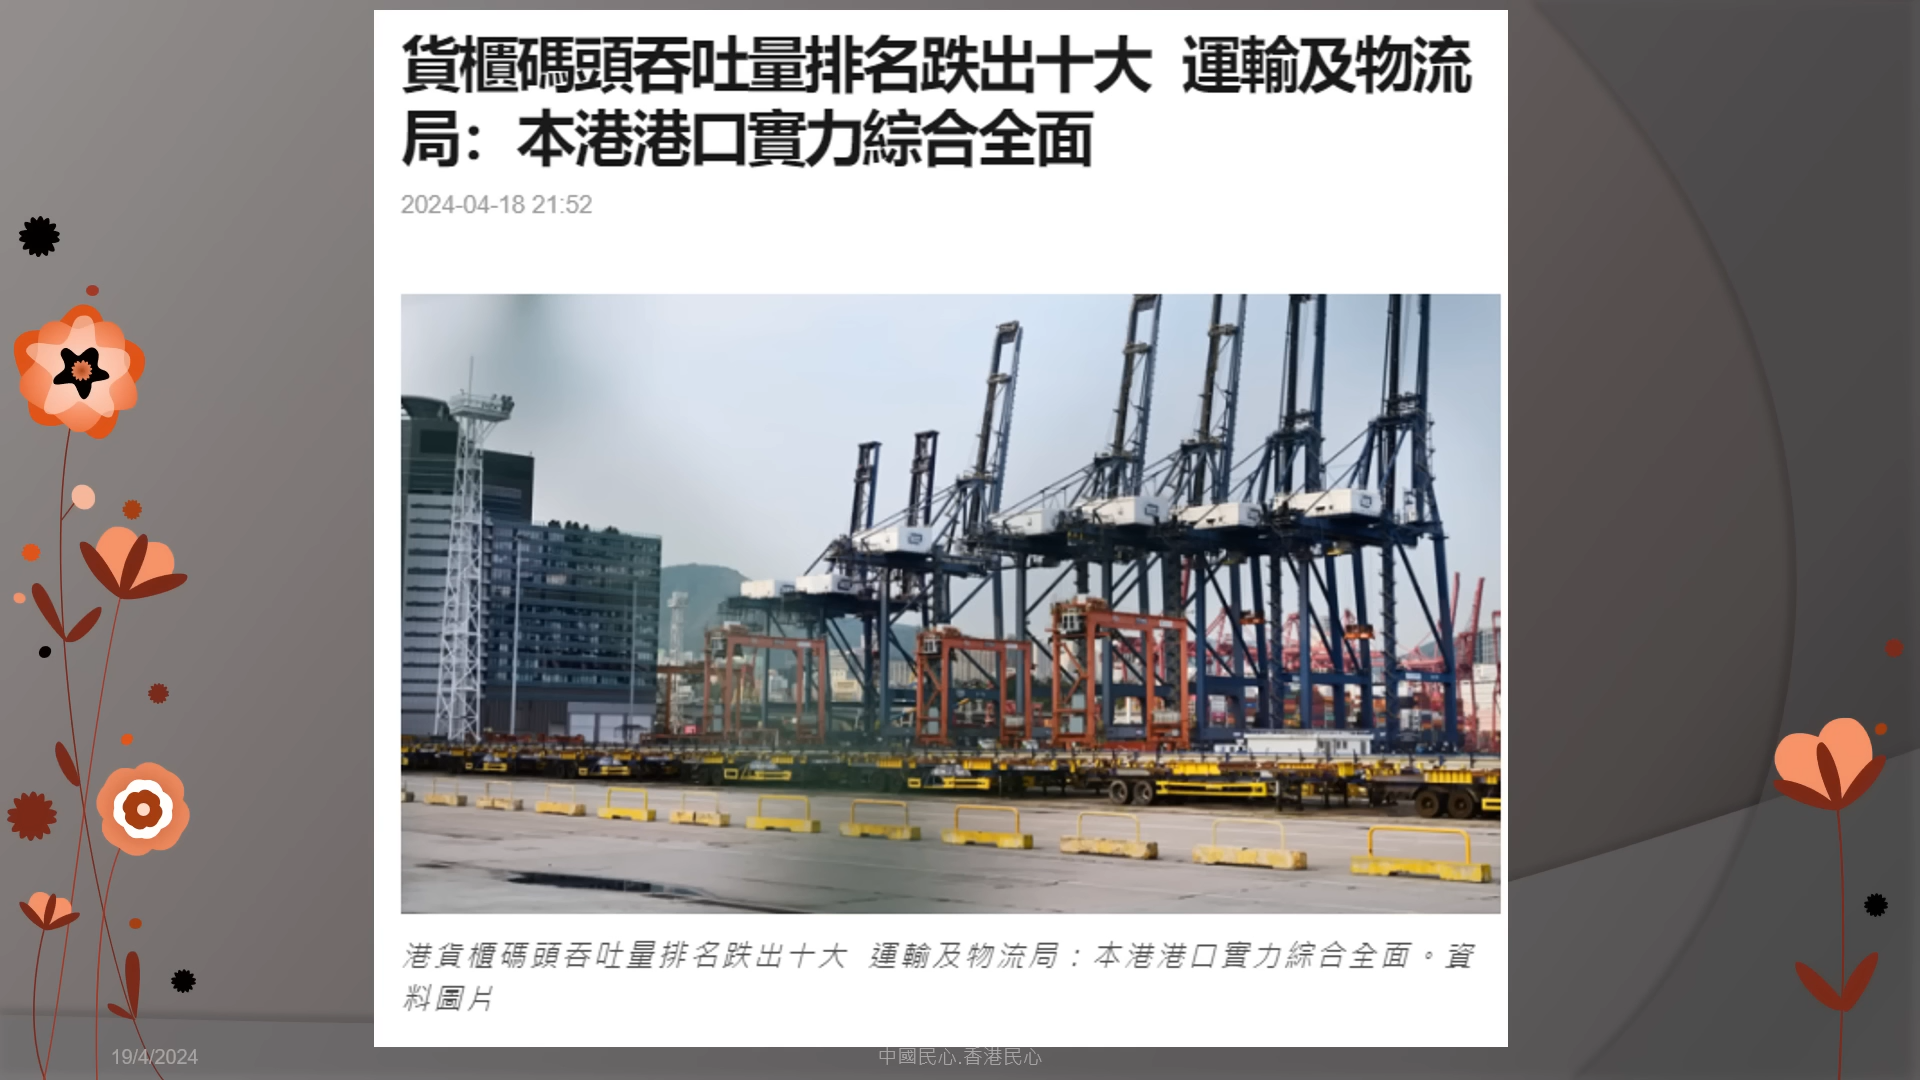 貨櫃碼頭吞吐量排名跌出十大 運輸及物流
局：本港港口實力綜合全面
2024-04-18 21:52
港貨櫃碼頭吞吐量排名跌出十大 運輸及物流局：本港港口實力綜合全面。資
料圖片
19/4/2024
中國民心.香港民心